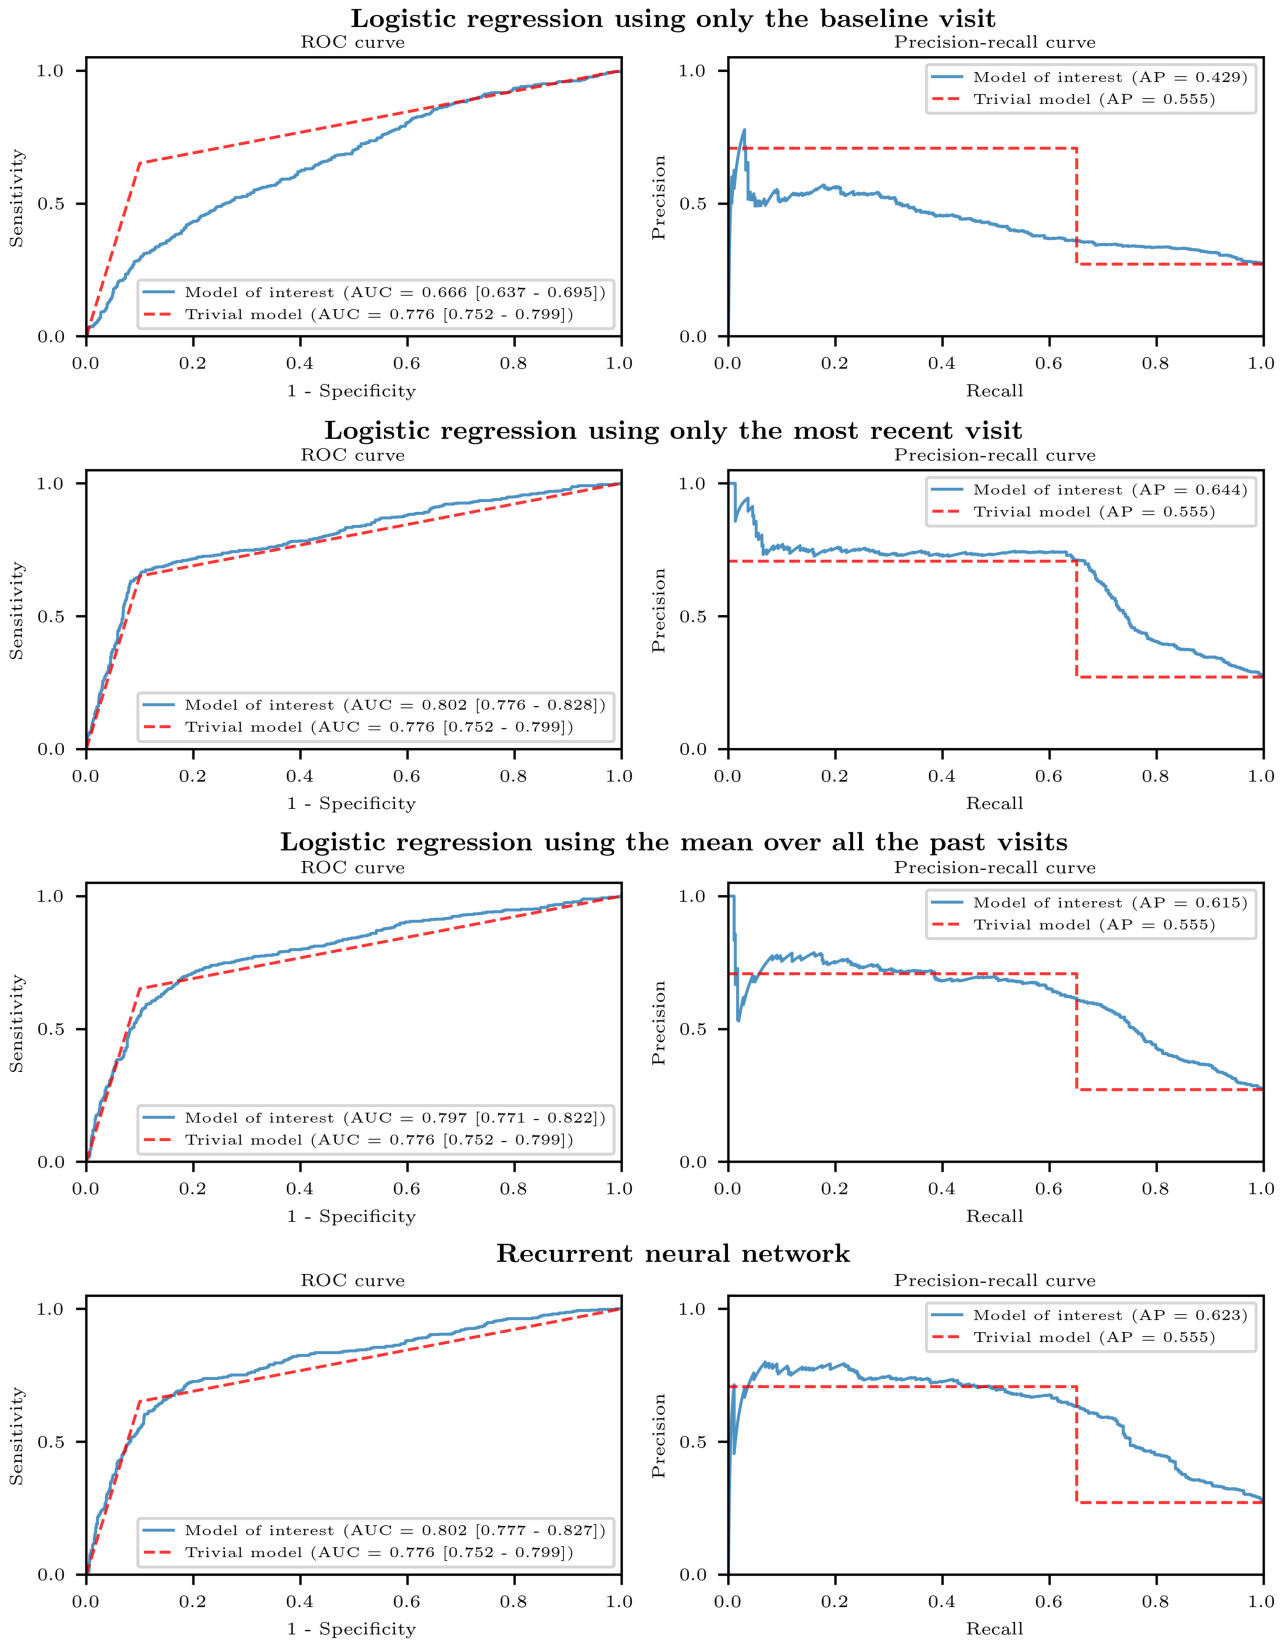 Logistic regression using only the baseline visit
ROC curve
Sensitivity
1.0
0.5
0.0
Model of interest (AUC = 0.666 [0.637 - 0.695])
Trivial model (AUC = 0.776 [0.752 - 0.799])
0.0 0.2 0.4 0.6 0.8 1.0
1 - Specificity
Precision-recall curve
Precision
1.0
0.5
0.0
Model of interest (AP = 0.429)
Trivial model (AP = 0.555)
0.0 0.2 0.4 0.6 0.8 1.0
Recall
Logistic regression using only the most recent visit
ROC curve
Sensitivity
1.0
0.5
0.0
Model of interest (AUC = 0.802 [0.776 - 0.828])
Trivial model (AUC = 0.776 [0.752 - 0.799])
0.0 0.2 0.4 0.6 0.8 1.0
1 - Specificity
Precision-recall curve
Precision
1.0
0.5
0.0
Model of interest (AP = 0.644)
Trivial model (AP = 0.555)
0.0 0.2 0.4 0.6 0.8 1.0
Recall
Logistic regression using the mean over all the past visits
ROC curve
Sensitivity
1.0
0.5
0.0
Model of interest (AUC = 0.797 [0.771 - 0.822])
Trivial model (AUC = 0.776 [0.752 - 0.799])
0.0 0.2 0.4 0.6 0.8 1.0
1 - Specificity
Precision-recall curve
Precision
1.0
0.5
0.0
Model of interest (AP = 0.615)
Trivial model (AP = 0.555)
0.0 0.2 0.4 0.6 0.8 1.0
Recall
Recurrent neural network
ROC curve
Sensitivity
1.0
0.5
0.0
Model of interest (AUC = 0.802 [0.777 - 0.827])
Trivial model (AUC = 0.776 [0.752 - 0.799])
0.0 0.2 0.4 0.6 0.8 1.0
1 - Specificity
Precision-recall curve
Precision
1.0
0.5
0.0
Model of interest (AP = 0.623)
Trivial model (AP = 0.555)
0.0 0.2 0.4 0.6 0.8 1.0
Recall